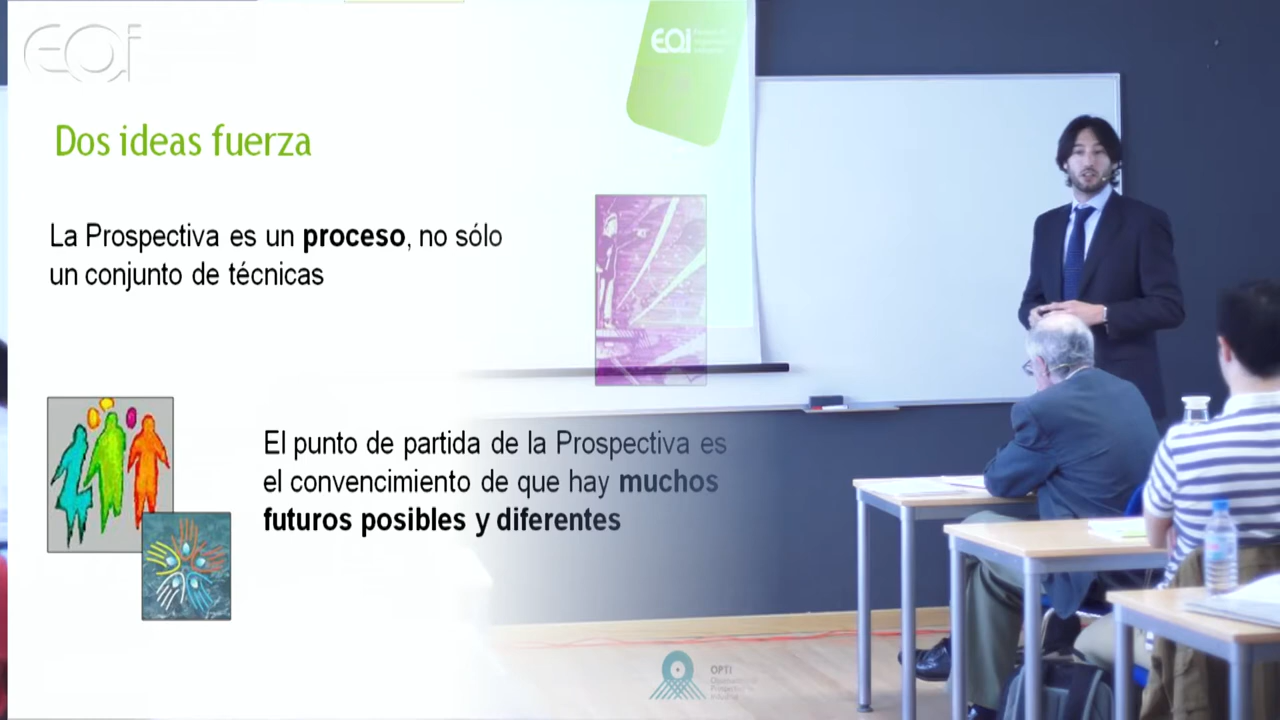 EOI
EOI
Dos ideas fuerza
La Prospectiva es un proceso, no sólo
un conjunto de técnicas
El punto de partida de la Prospectiva es
el convencimiento de que hay muchos
futuros posibles y diferentes
OPTI